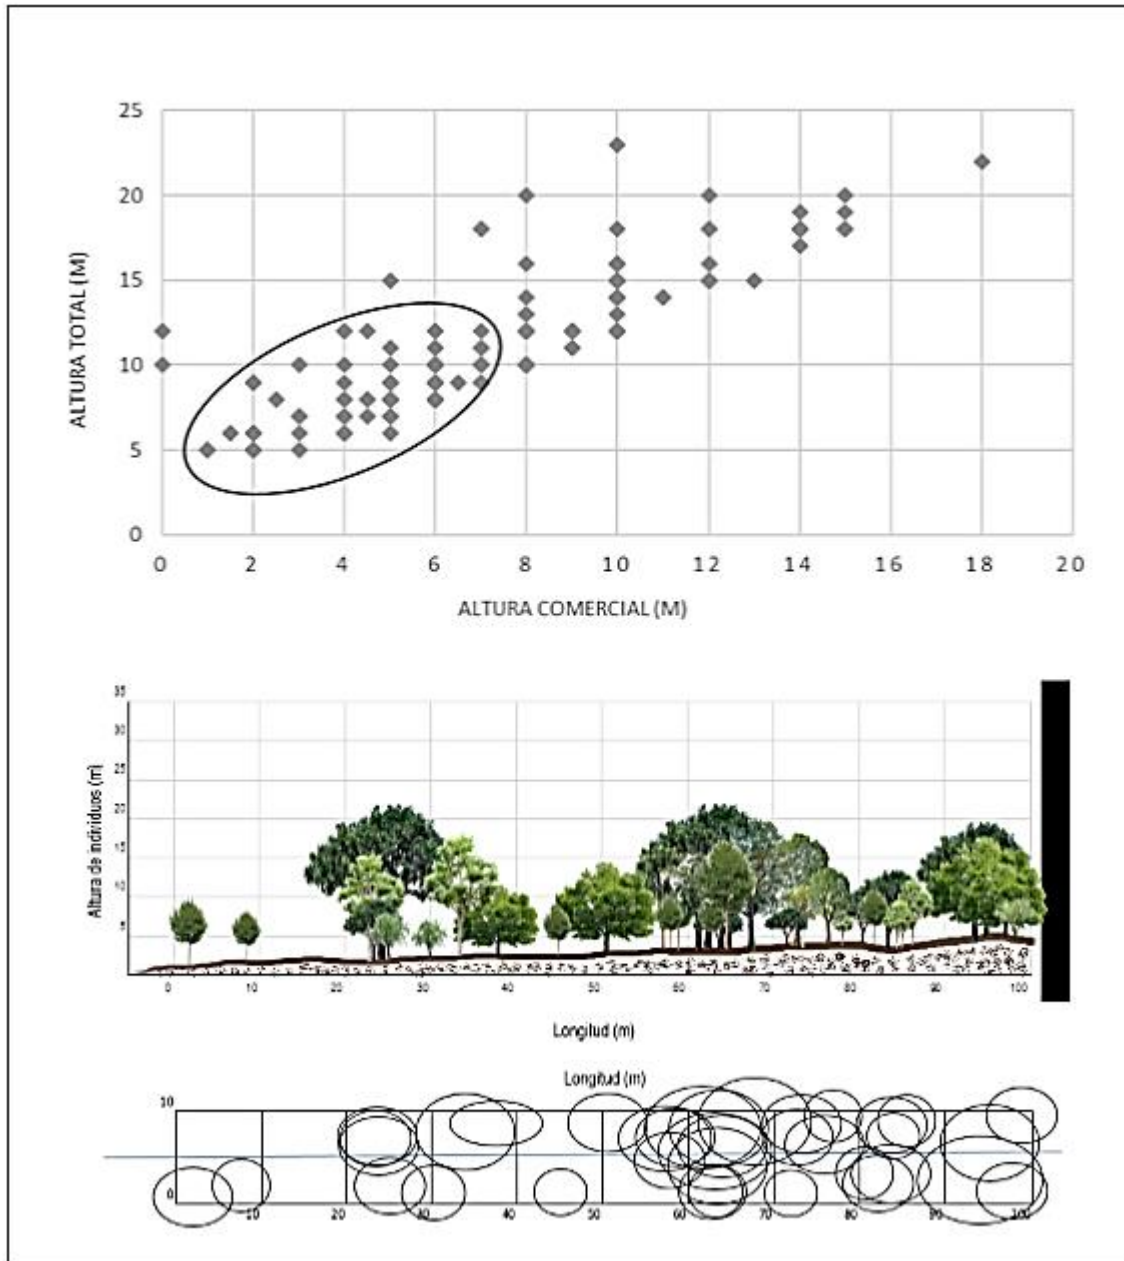 25
20
15
10
5
0
ALTURA TOTAL (M)
0 2 4 6 8 10 12 14 16 18 20
ALTURA COMERCIAL (M)
35
30
25
20
15
10
5
Altura de individuos (m)
0 10 20 30 40 50 60 70 80 90 100
Longitud (m)
Longitud (m)
10
0
10 20 30 40 50 60 70 80 90 100